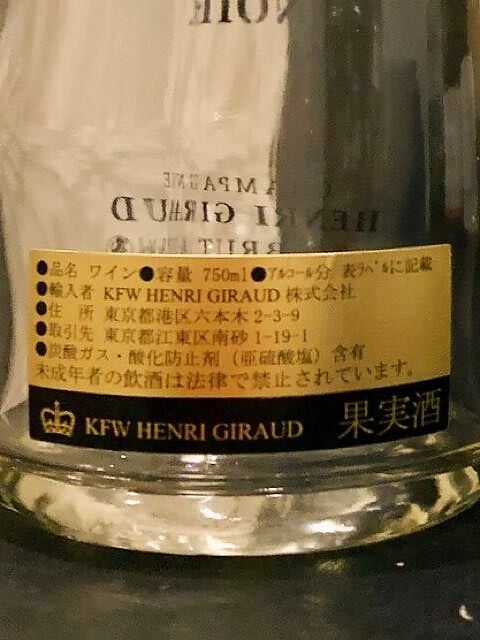 NOIR
CHAMPAGNE
HENRI GIRAUD
BRUT
●品名 ワイン●容量 750ml●アルコール分 表ラベルに記載
●輸入者 KFW HENRI GIRAUD 株式会社
●住 所 東京都港区六本木 2-3-9
●取引先 東京都江東区南砂 1-19-1
●炭酸ガス・酸化防止剤（亜硫酸塩）含有
未成年者の飲酒は法律で禁止されています。
KFW HENRI GIRAUD 果実酒